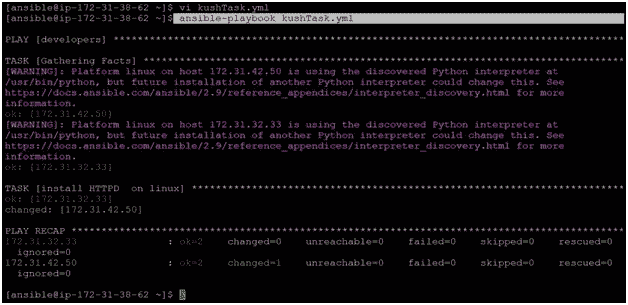 [ansible@ip-172-31-38-62 ~]$ vi kushTask.yml
[ansible@ip-172-31-38-62 ~]$ ansible-playbook kushTask.yml
PLAY [developers] ****************************************************************************
TASK [Gathering Facts] ***********************************************************************
[WARNING]: Platform linux on host 172.31.42.50 is using the discovered Python interpreter at
/usr/bin/python, but future installation of another Python interpreter could change this. See
https://docs.ansible.com/ansible/2.9/reference_appendices/interpreter_discovery.html for more
information.
ok: [172.31.42.50]
[WARNING]: Platform linux on host 172.31.32.33 is using the discovered Python interpreter at
/usr/bin/python, but future installation of another Python interpreter could change this. See
https://docs.ansible.com/ansible/2.9/reference_appendices/interpreter_discovery.html for more
information.
ok: [172.31.32.33]
TASK [install HTTPD  on linux] ***************************************************************
ok: [172.31.32.33]
changed: [172.31.42.50]
PLAY RECAP ***********************************************************************************
172.31.32.33 : ok=2 changed=0 unreachable=0 failed=0 skipped=0 rescued=0
ignored=0
172.31.42.50 : ok=2 changed=1 unreachable=0 failed=0 skipped=0 rescued=0
ignored=0
[ansible@ip-172-31-38-62 ~]$